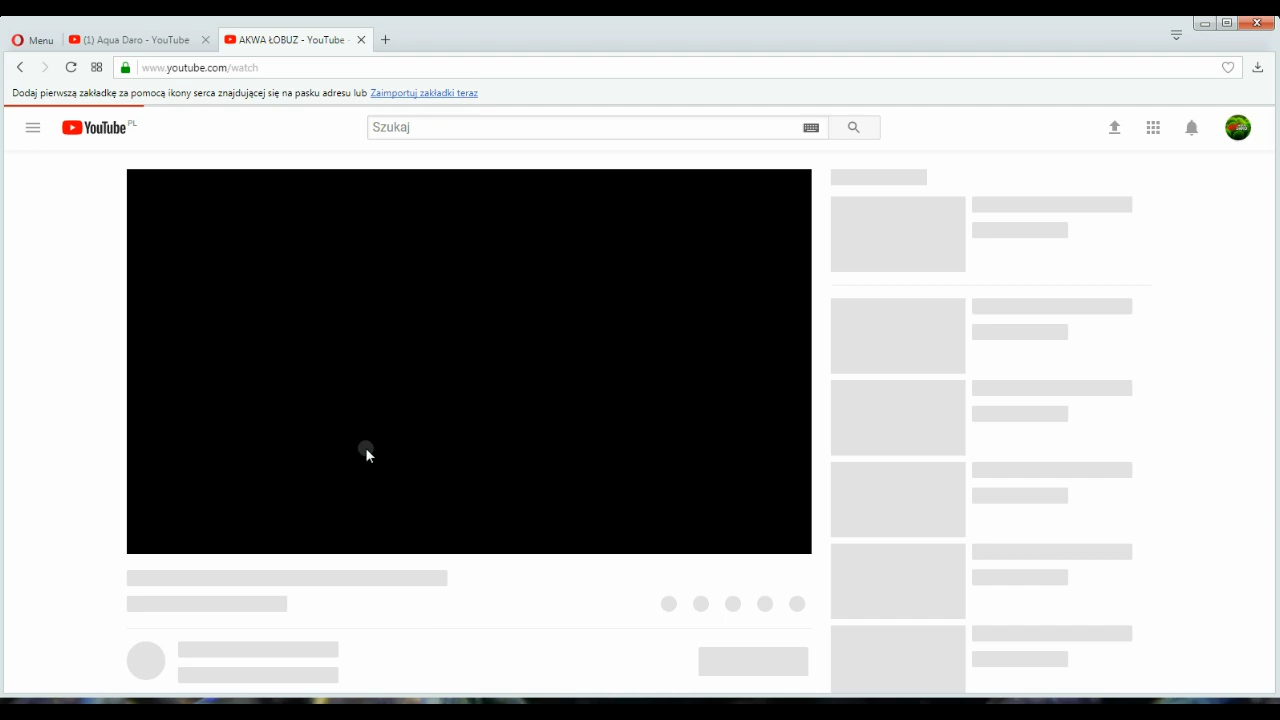 Menu
(1) Aqua Daro - YouTube
AKWA ŁOBUZ - YouTube -
www.youtube.com/watch
Dodaj pierwszą zakładkę za pomocą ikony serca znajdującej się na pasku adresu lub Zaimportuj zakładki teraz
YouTube PL
Szukaj